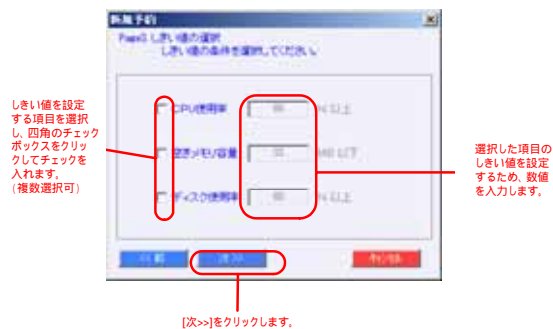 新規予約
Page3. しきい値の選択
しきい値の条件を選択してください。
しきい値を設定
する項目を選択
し、四角のチェック
ボックスをクリッ
クしてチェックを
入れます。
(複数選択可)
CPU使用率
% 以上
空きメモリ容量
MB 以下
ディスク使用率
% 以上
選択した項目の
しきい値を設定
するため、数値
を入力します。
<< 前
次 >>
キャンセル
[次>>]をクリックします。